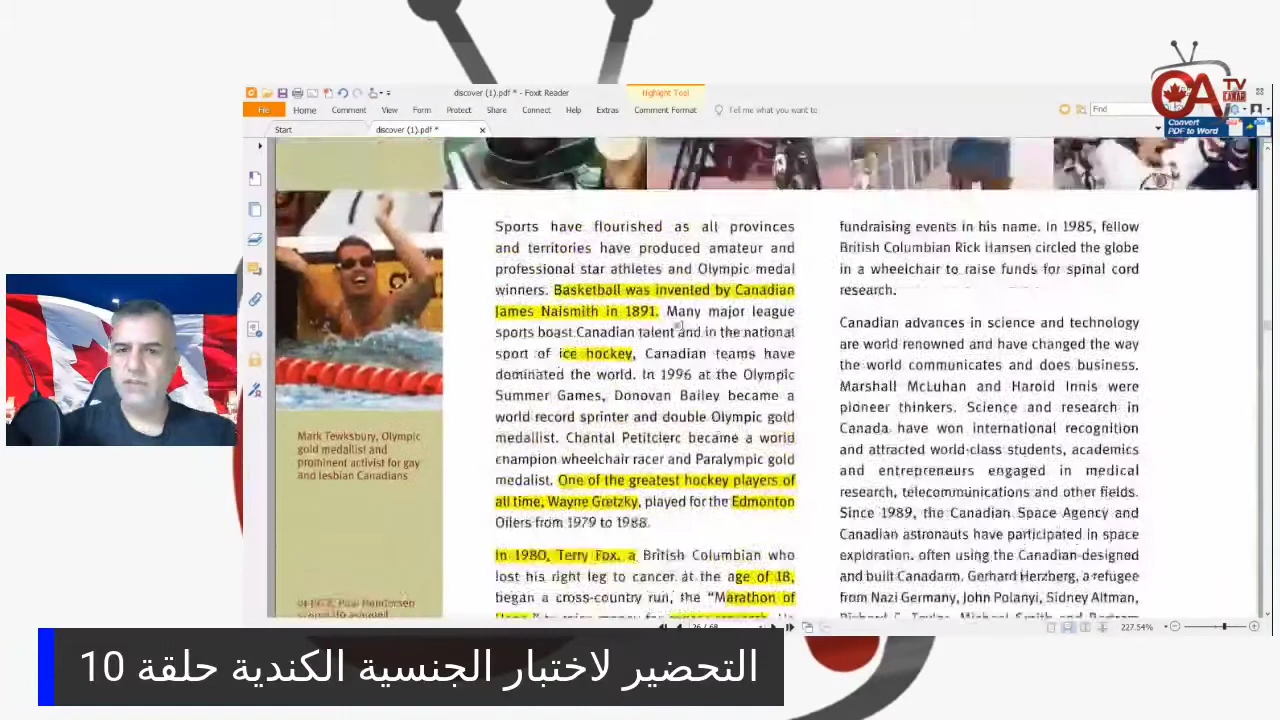 discover (1).pdf * - Foxit Reader
Highlight Tool
File Home Comment View Form Protect Share Connect Help Extras Comment Format Tell me what you want to
Find
Start
discover (1).pdf *
OA TV
Convert
PDF to Word
Mark Tewksbury, Olympic
gold medallist and
prominent activist for gay
and lesbian Canadians
Sports have flourished as all provinces
and territories have produced amateur and
professional star athletes and Olympic medal
winners. Basketball was invented by Canadian
James Naismith in 1891. Many major league
sports boast Canadian talent and in the national
sport of ice hockey, Canadian teams have
dominated the world. In 1996 at the Olympic
Summer Games, Donovan Bailey became a
world record sprinter and double Olympic gold
medallist. Chantal Petitclerc became a world
champion wheelchair racer and Paralympic gold
medalist. One of the greatest hockey players of
all time, Wayne Gretzky, played for the Edmonton
Oilers from 1979 to 1988.
In 1980, Terry Fox, a British Columbian who
lost his right leg to cancer at the age of 18,
began a cross-country run, the “Marathon of
fundraising events in his name. In 1985, fellow
British Columbian Rick Hansen circled the globe
in a wheelchair to raise funds for spinal cord
research.
Canadian advances in science and technology
are world renowned and have changed the way
the world communicates and does business.
Marshall McLuhan and Harold Innis were
pioneer thinkers. Science and research in
Canada have won international recognition
and attracted world-class students, academics
and entrepreneurs engaged in medical
research, telecommunications and other fields.
Since 1989, the Canadian Space Agency and
Canadian astronauts have participated in space
exploration, often using the Canadian-designed
and built Canadarm. Gerhard Herzberg, a refugee
from Nazi Germany, John Polanyi, Sidney Altman,
26 / 68
227.54%
التحضير لاختبار الجنسية الكندية حلقة 10